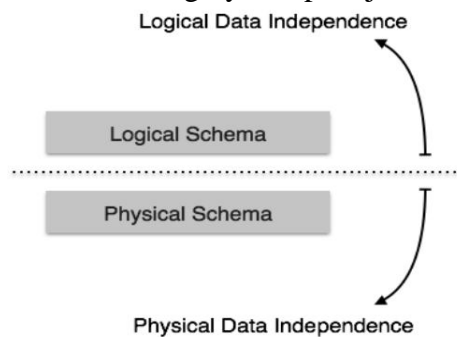 Logical Data Independence
Logical Schema
Physical Schema
Physical Data Independence